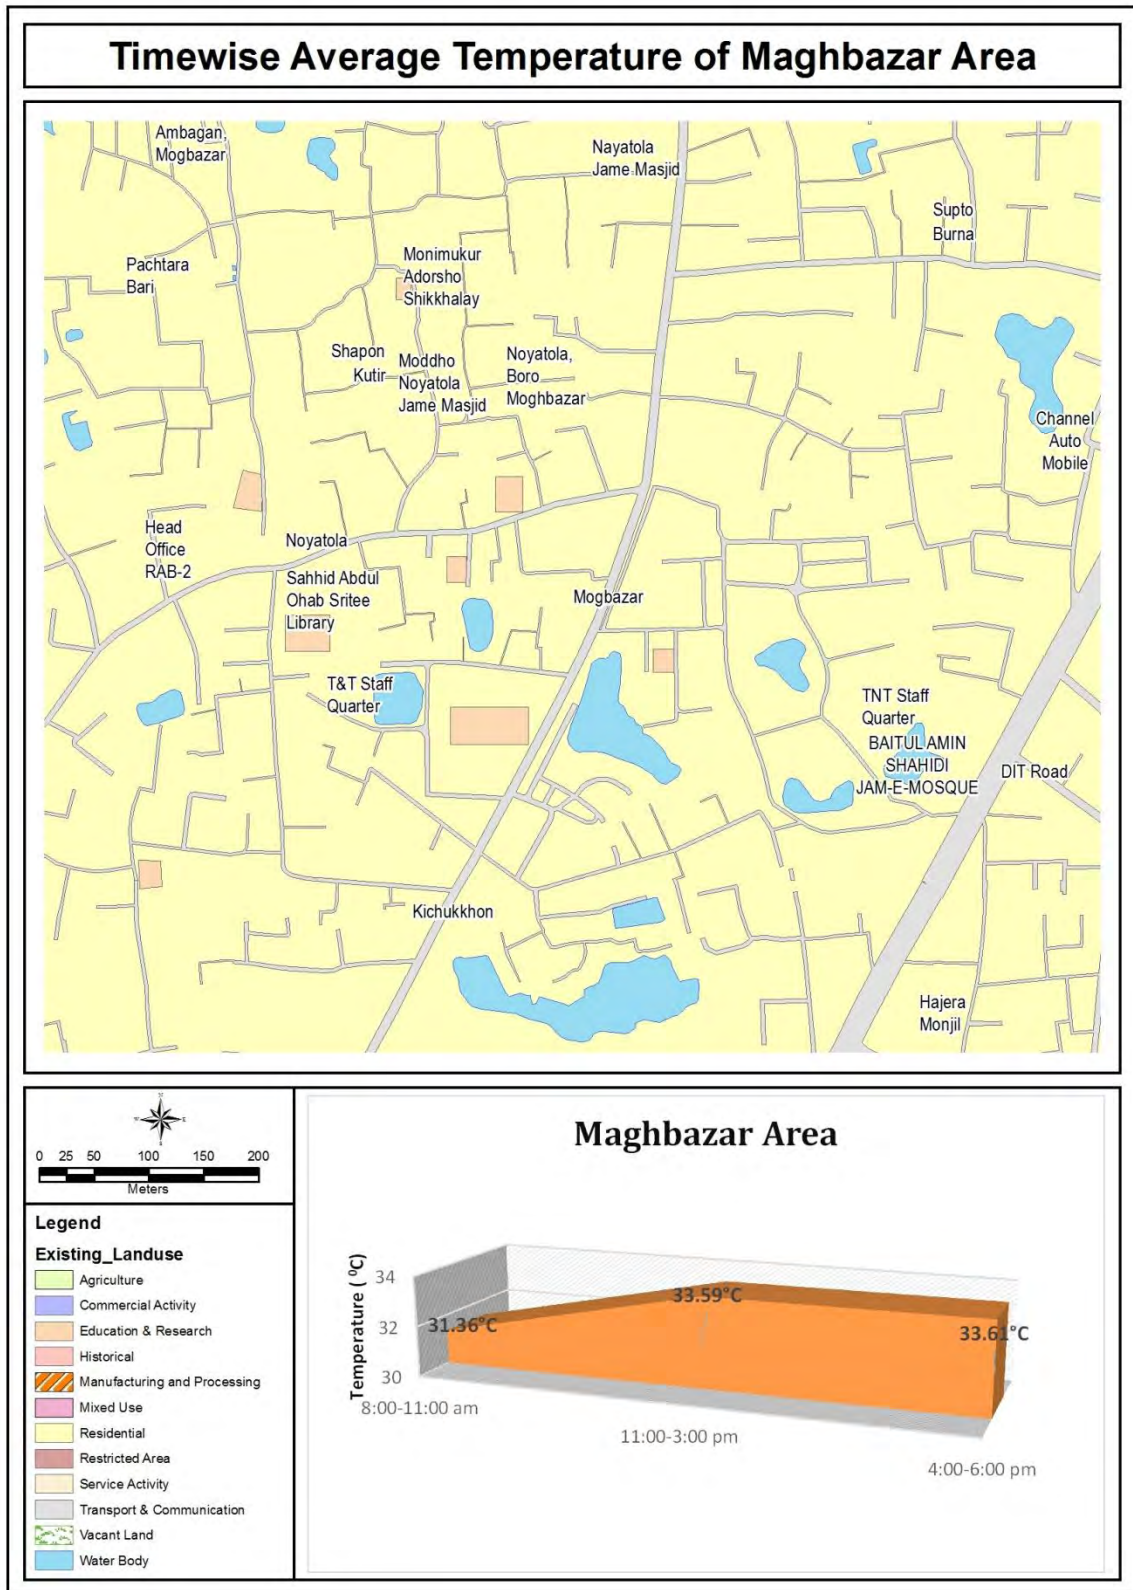 Timewise Average Temperature of Maghbazar Area
Ambagan,
Mogbazar
Nayatola
Jame Masjid
Supto
Burna
Monimukur
Adorsho
Shikkhalay
Pachtara
Bari
Shapon
Kutir
Moddho
Noyatola
Jame Masjid
Noyatola,
Boro
Moghbazar
Channel
Auto
Mobile
Head
Office
RAB-2
Noyatola
Sahhid Abdul
Ohab Sritee
Library
Mogbazar
T&T Staff
Quarter
TNT Staff
Quarter
BAITUL AMIN
SHAHIDI
JAM-E-MOSQUE
DIT Road
Kichukkhon
Hajera
Monjil
N
W E
S
0 25 50 100 150 200
Meters
Legend
Existing_Landuse
Agriculture
Commercial Activity
Education & Research
Historical
Manufacturing and Processing
Mixed Use
Residential
Restricted Area
Service Activity
Transport & Communication
Vacant Land
Water Body
Maghbazar Area
Temperature ( ⁰C)
34
32
30
31.36°C
33.59°C
33.61°C
8:00-11:00 am
11:00-3:00 pm
4:00-6:00 pm